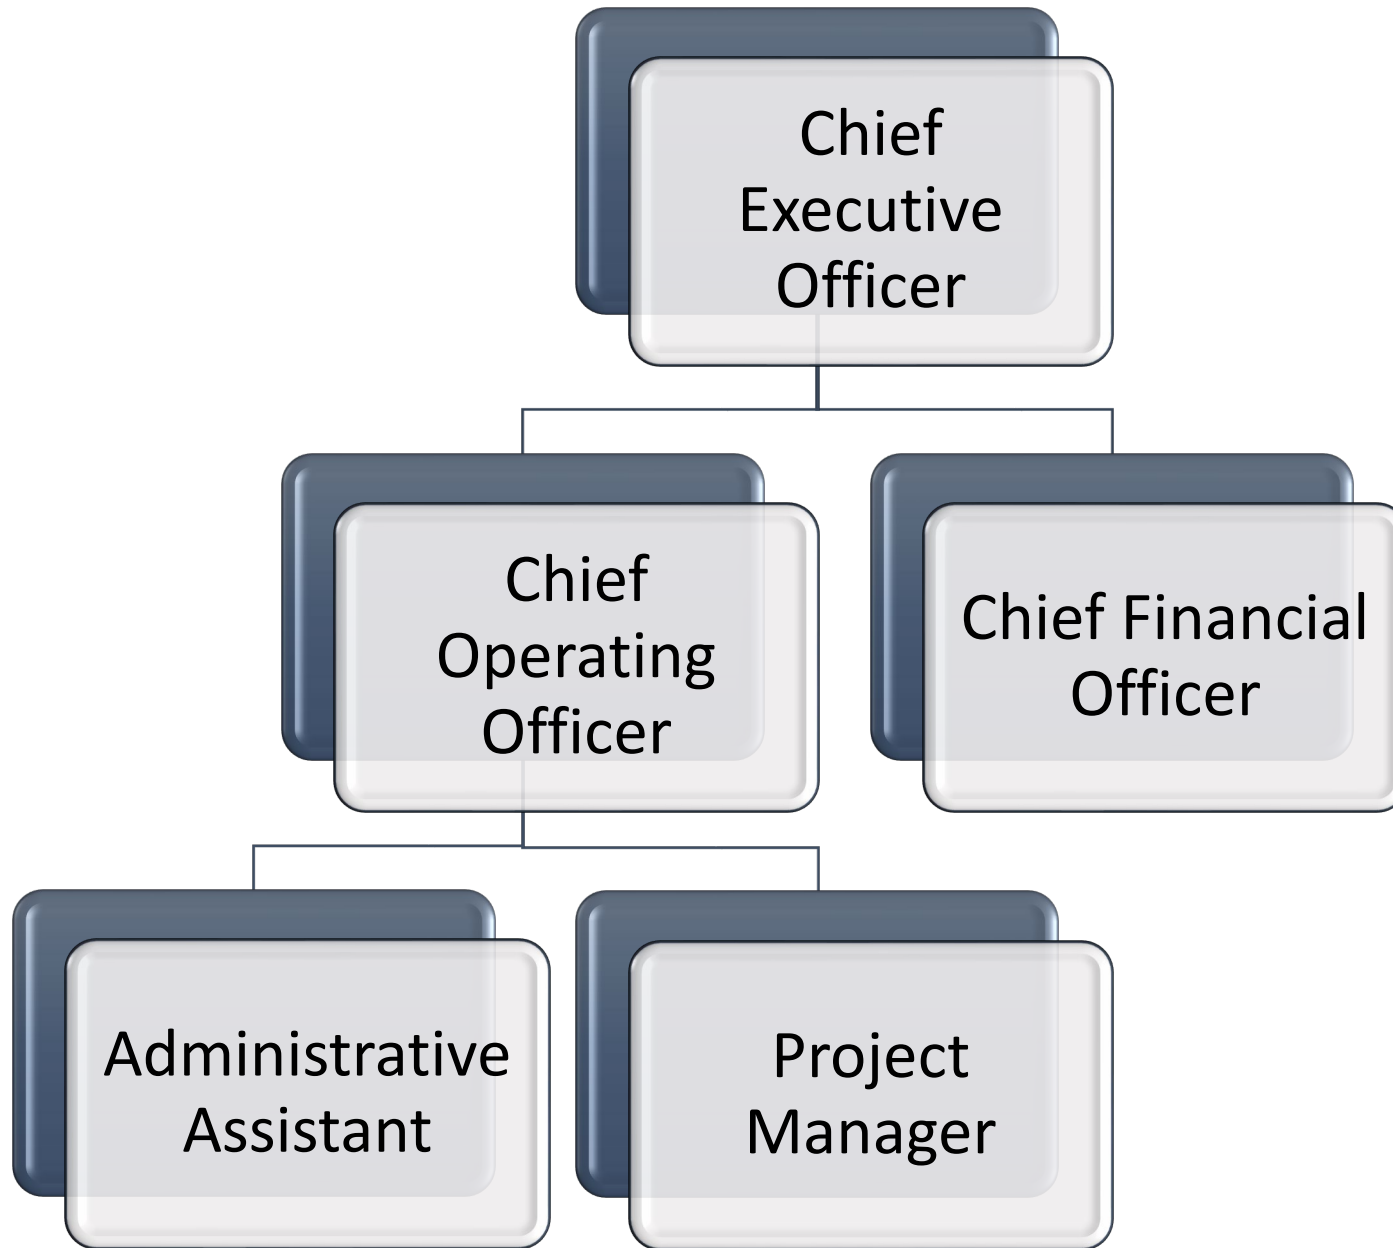 Chief
Executive
Officer
Chief
Operating
Officer
Chief Financial
Officer
Administrative
Assistant
Project
Manager